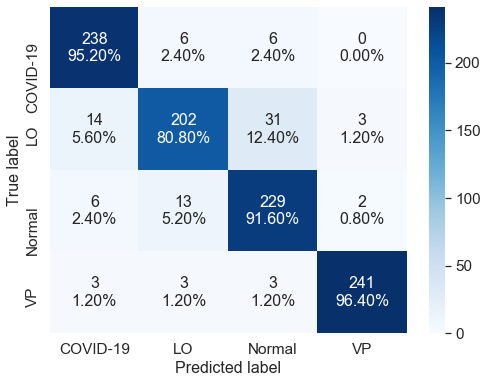 238 6 6 0
95.20% 2.40% 2.40% 0.00%
14 202 31 3
5.60% 80.80% 12.40% 1.20%
6 13 229 2
2.40% 5.20% 91.60% 0.80%
3 3 3 241
1.20% 1.20% 1.20% 96.40%
COVID-19
LO
Normal
VP
True label
COVID-19 LO Normal VP
Predicted label
200
150
100
50
0